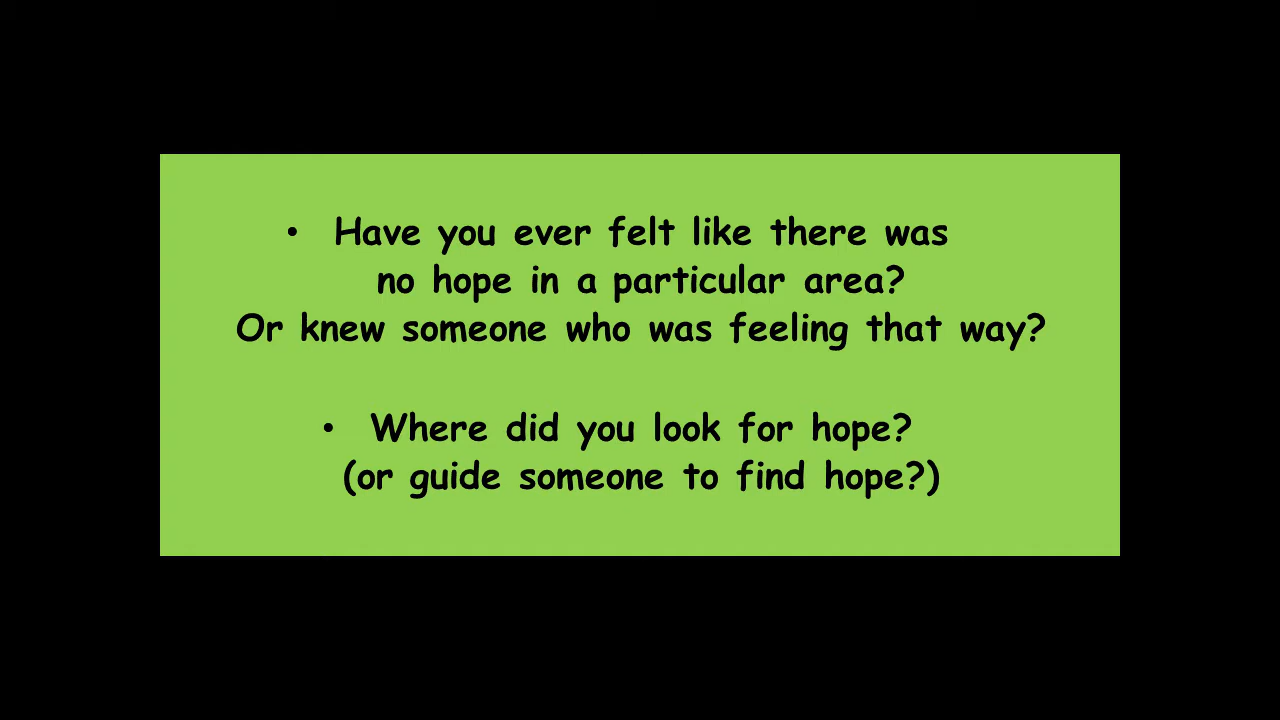 • Have you ever felt like there was
no hope in a particular area?
Or knew someone who was feeling that way?
• Where did you look for hope?
(or guide someone to find hope?)